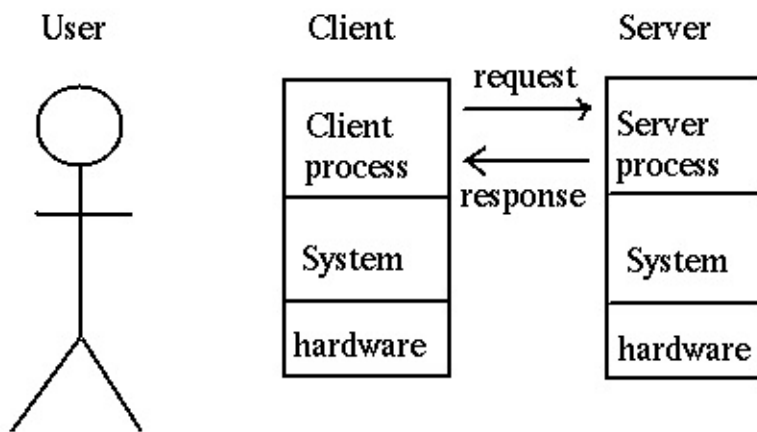 User
Client
Server
request
Client
process
Server
process
response
System
System
hardware
hardware